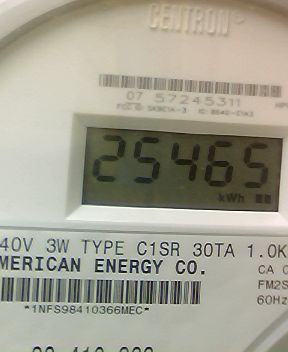 CENTRON®
07 57245311
25465
kWh
40V 3W TYPE C1SR 30TA 1.0K
MERICAN ENERGY CO.
CA 0
FM2S
*1NFS98410366MEC*
60Hz